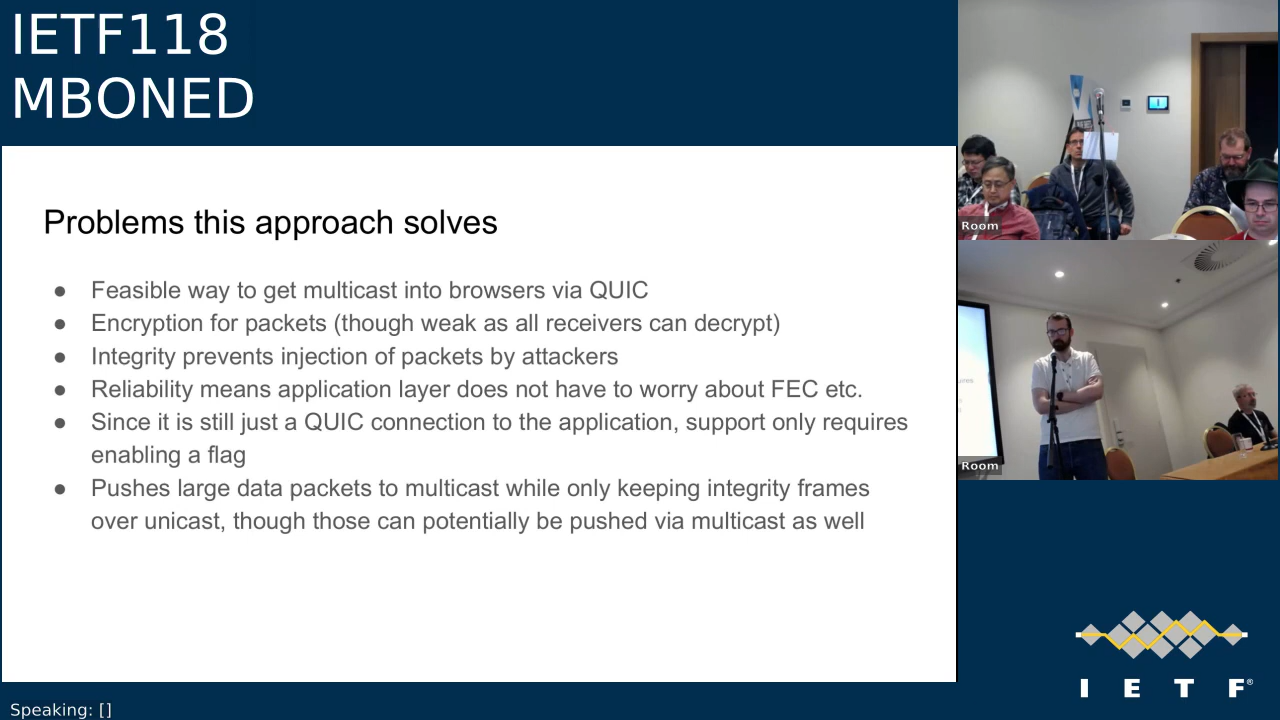 IETF118
MBONED
Problems this approach solves
● Feasible way to get multicast into browsers via QUIC
● Encryption for packets (though weak as all receivers can decrypt)
● Integrity prevents injection of packets by attackers
● Reliability means application layer does not have to worry about FEC etc.
● Since it is still just a QUIC connection to the application, support only requires
enabling a flag
● Pushes large data packets to multicast while only keeping integrity frames
over unicast, though those can potentially be pushed via multicast as well
Room
Room
I E T F®
Speaking: []